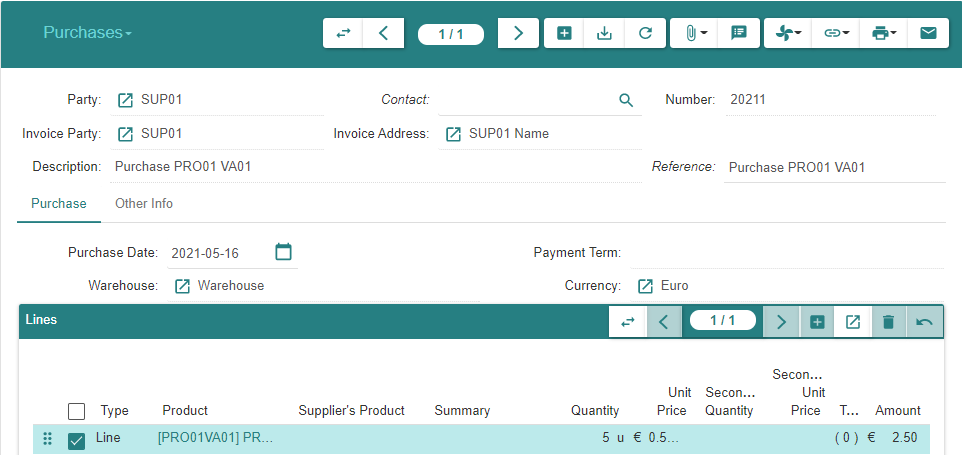 Purchases
1 / 1
Party: SUP01 Contact: Number: 20211
Invoice Party: SUP01 Invoice Address: SUP01 Name
Description: Purchase PRO01 VA01 Reference: Purchase PRO01 VA01
Purchase Other Info
Purchase Date: 2021-05-16 Payment Term:
Warehouse: Warehouse Currency: Euro
Lines 1 / 1
Secon...
Unit Secon... Unit
Type Product Supplier's Product Summary Quantity Price Quantity Price T... Amount
Line [PRO01VA01] PR... 5 u € 0.5... ( 0 ) € 2.50